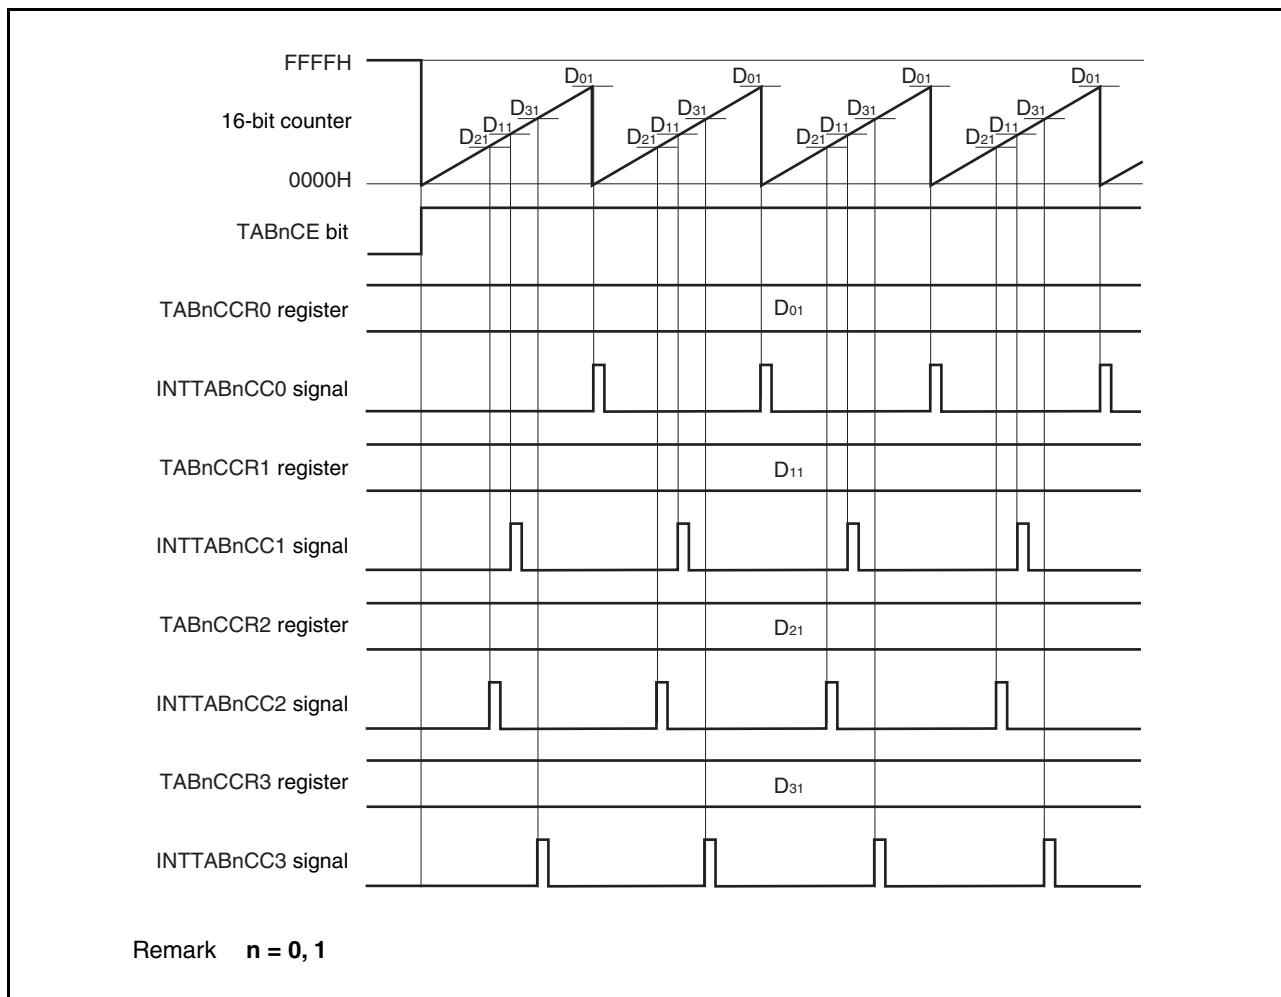 FFFFH
D01 D01 D01 D01
D31 D31 D31 D31
16-bit counter
D11 D11 D11 D11
D21 D21 D21 D21
0000H
TABnCE bit
TABnCCR0 register
D01
INTTABnCC0 signal
TABnCCR1 register
D11
INTTABnCC1 signal
TABnCCR2 register
D21
INTTABnCC2 signal
TABnCCR3 register
D31
INTTABnCC3 signal
Remark n = 0, 1